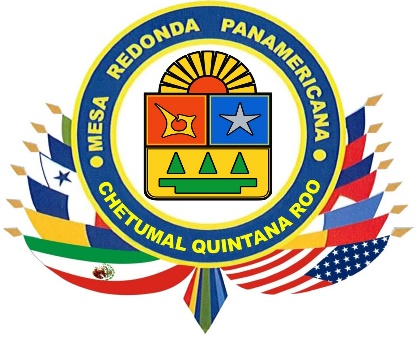 MESA REDONDA PANAMERICANA
CHETUMAL QUINTANA ROO